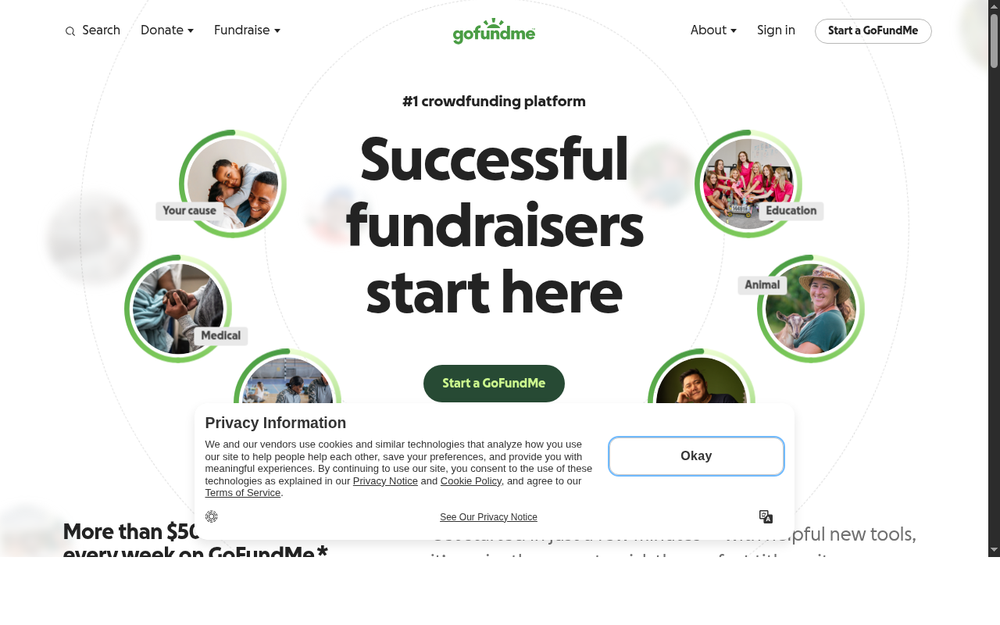 Search
Donate
Fundraise
gofundme
About
Sign in
Start a GoFundMe
#1 crowdfunding platform
Successful
fundraisers
start here
Your cause
Education
Animal
Medical
Start a GoFundMe
Privacy Information
We and our vendors use cookies and similar technologies that analyze how you use
our site to help people help each other, save your preferences, and provide you with
meaningful experiences. By continuing to use our site, you consent to the use of these
technologies as explained in our Privacy Notice and Cookie Policy, and agree to our
Terms of Service.
Okay
See Our Privacy Notice
More than $50
every week on GoFundMe.*
helpful new tools,